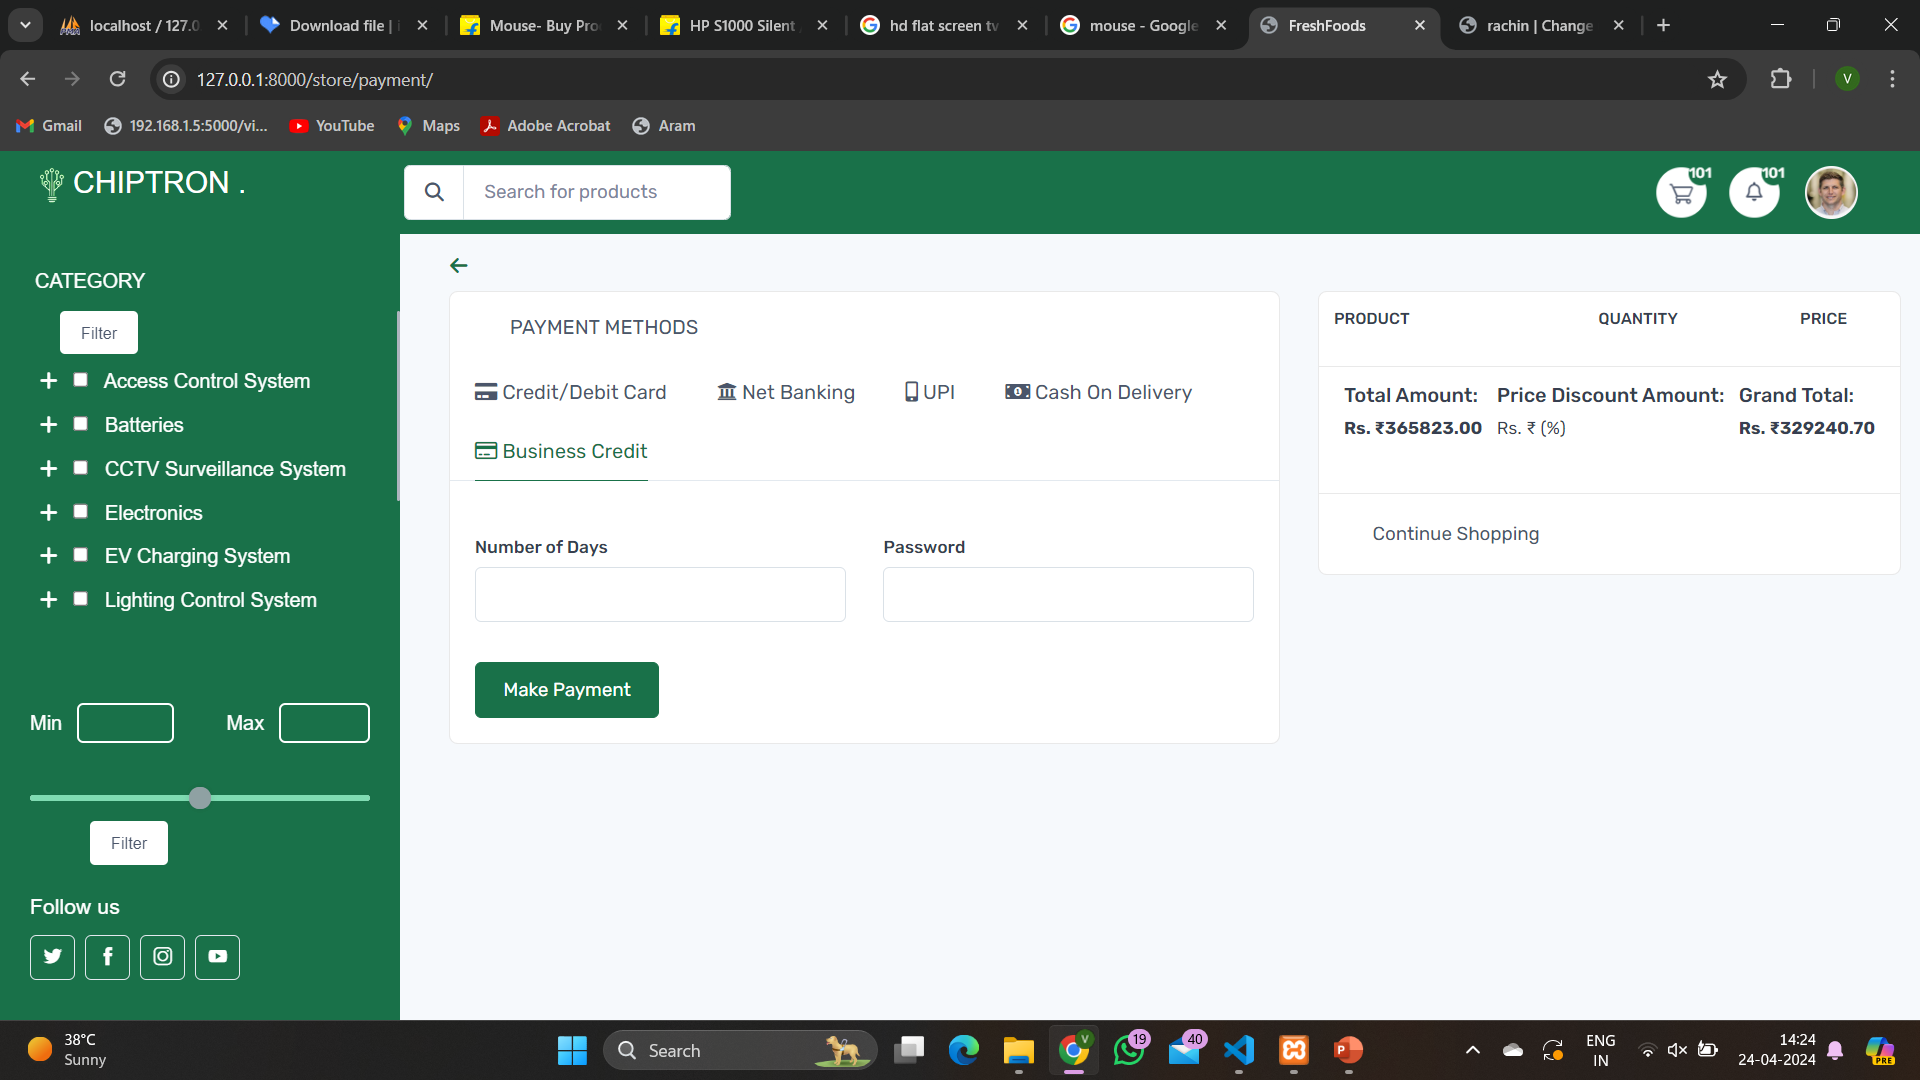 localhost / 127.0
Download file | i
Mouse- Buy Pro
HP S1000 Silent
hd flat screen tv
mouse - Google
FreshFoods
rachin | Change
127.0.0.1:8000/store/payment/
V
Gmail
192.168.1.5:5000/vi...
YouTube
Maps
Adobe Acrobat
Aram
CHIPTRON .
Search for products
101
101
CATEGORY
Filter
Access Control System
Batteries
CCTV Surveillance System
Electronics
EV Charging System
Lighting Control System
Min
Max
Filter
Follow us
PAYMENT METHODS
Credit/Debit Card
Net Banking
UPI
Cash On Delivery
Business Credit
Number of Days
Password
Make Payment
PRODUCT QUANTITY PRICE
Total Amount: Price Discount Amount: Grand Total:
Rs. ₹365823.00 Rs. ₹ (%) Rs. ₹329240.70
Continue Shopping
38°C
Sunny
Search
V
19
40
ENG
IN
14:24
24-04-2024
PRE